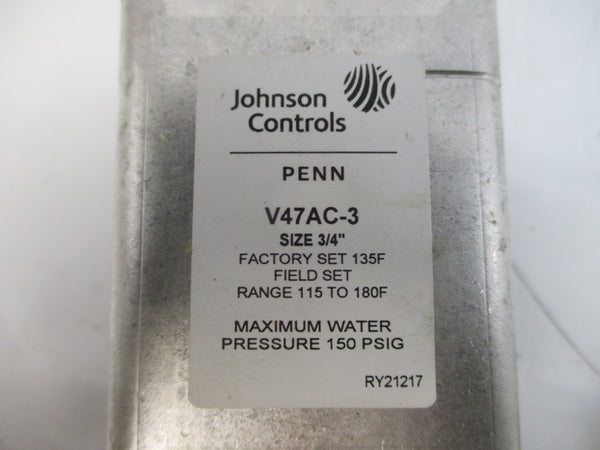 Johnson
Controls
PENN
V47AC-3
SIZE 3/4"
FACTORY SET 135F
FIELD SET
RANGE 115 TO 180F
MAXIMUM WATER
PRESSURE 150 PSIG
RY21217